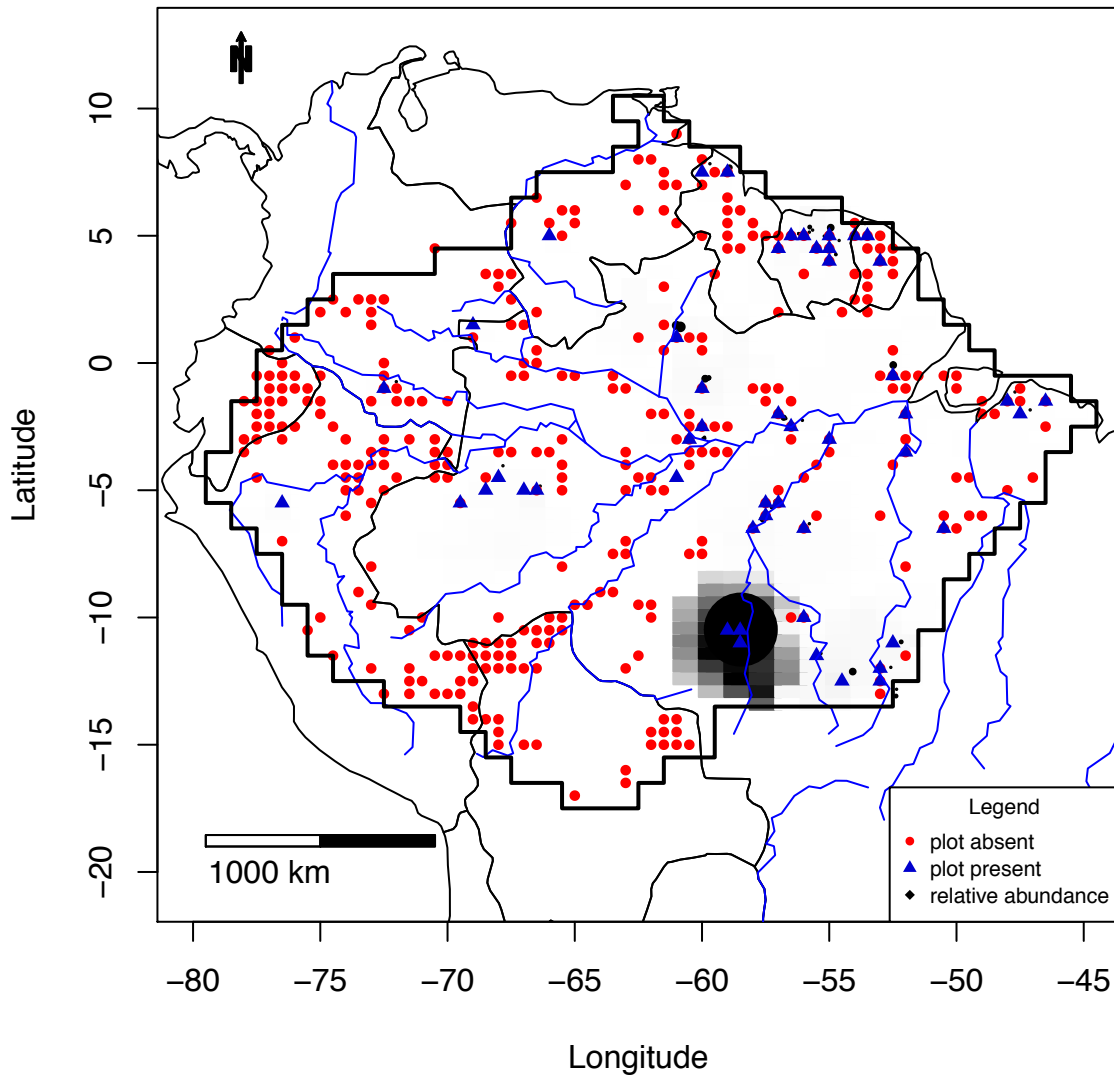 N
10
5
0
−5
−10
−15
−20
Latitude
1000 km
Legend
plot absent
plot present
relative abundance
−80 −75 −70 −65 −60 −55 −50 −45
Longitude